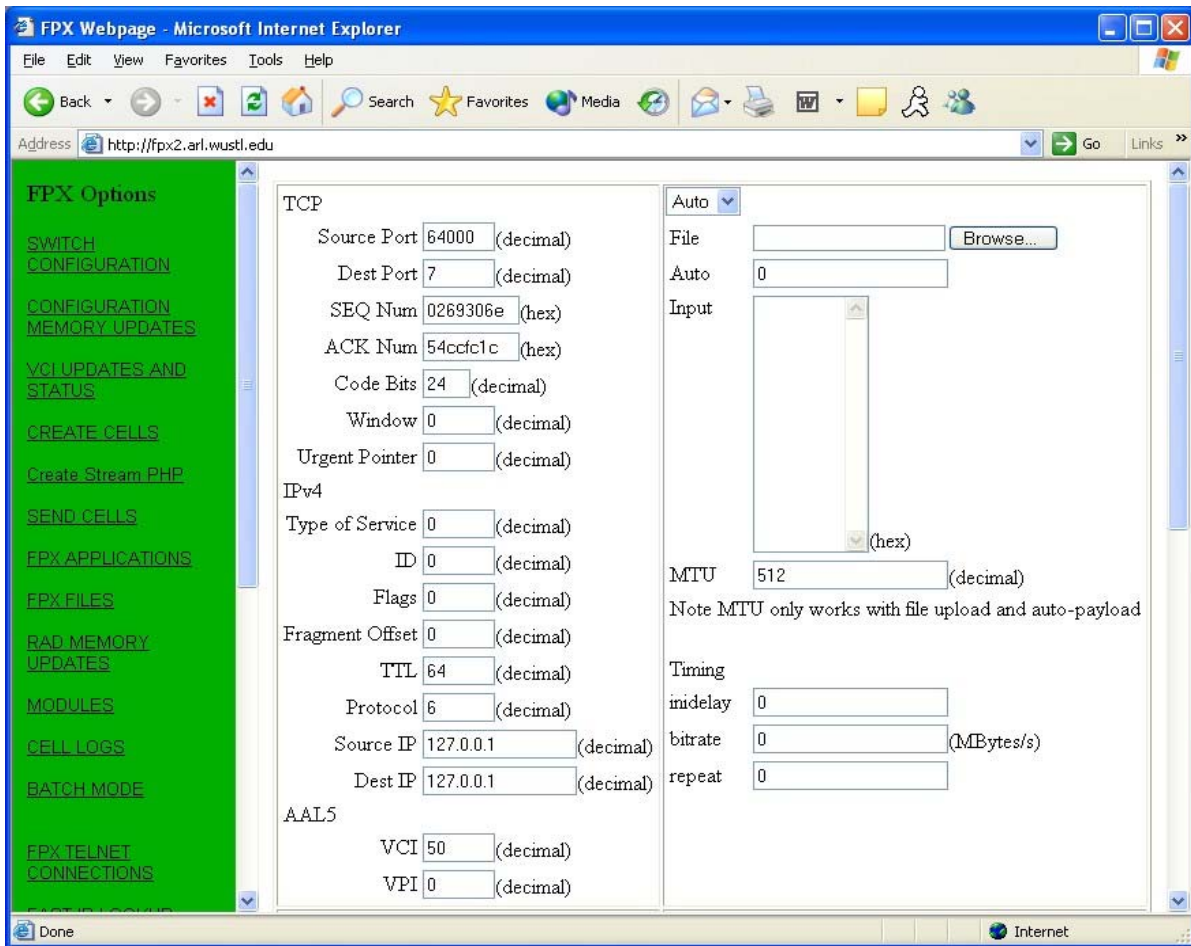 FPX Webpage - Microsoft Internet Explorer
File Edit View Favorites Tools Help
Back Search Favorites Media
Address http://fpx2.arl.wustl.edu Go Links »
FPX Options
SWITCH
CONFIGURATION
CONFIGURATION
MEMORY UPDATES
VCI UPDATES AND
STATUS
CREATE CELLS
Create Stream PHP
SEND CELLS
FPX APPLICATIONS
FPX FILES
RAD MEMORY
UPDATES
MODULES
CELL LOGS
BATCH MODE
FPX TELNET
CONNECTIONS
FAST IP LOOKUP
TCP
Source Port 64000 (decimal)
Dest Port 7 (decimal)
SEQ Num 0269306e (hex)
ACK Num 54ccfc1c (hex)
Code Bits 24 (decimal)
Window 0 (decimal)
Urgent Pointer 0 (decimal)
IPv4
Type of Service 0 (decimal)
ID 0 (decimal)
Flags 0 (decimal)
Fragment Offset 0 (decimal)
TTL 64 (decimal)
Protocol 6 (decimal)
Source IP 127.0.0.1 (decimal)
Dest IP 127.0.0.1 (decimal)
AAL5
VCI 50 (decimal)
VPI 0 (decimal)
Auto
File Browse...
Auto 0
Input
(hex)
MTU 512 (decimal)
Note MTU only works with file upload and auto-payload
Timing
inidelay 0
bitrate 0 (MBytes/s)
repeat 0
Done Internet